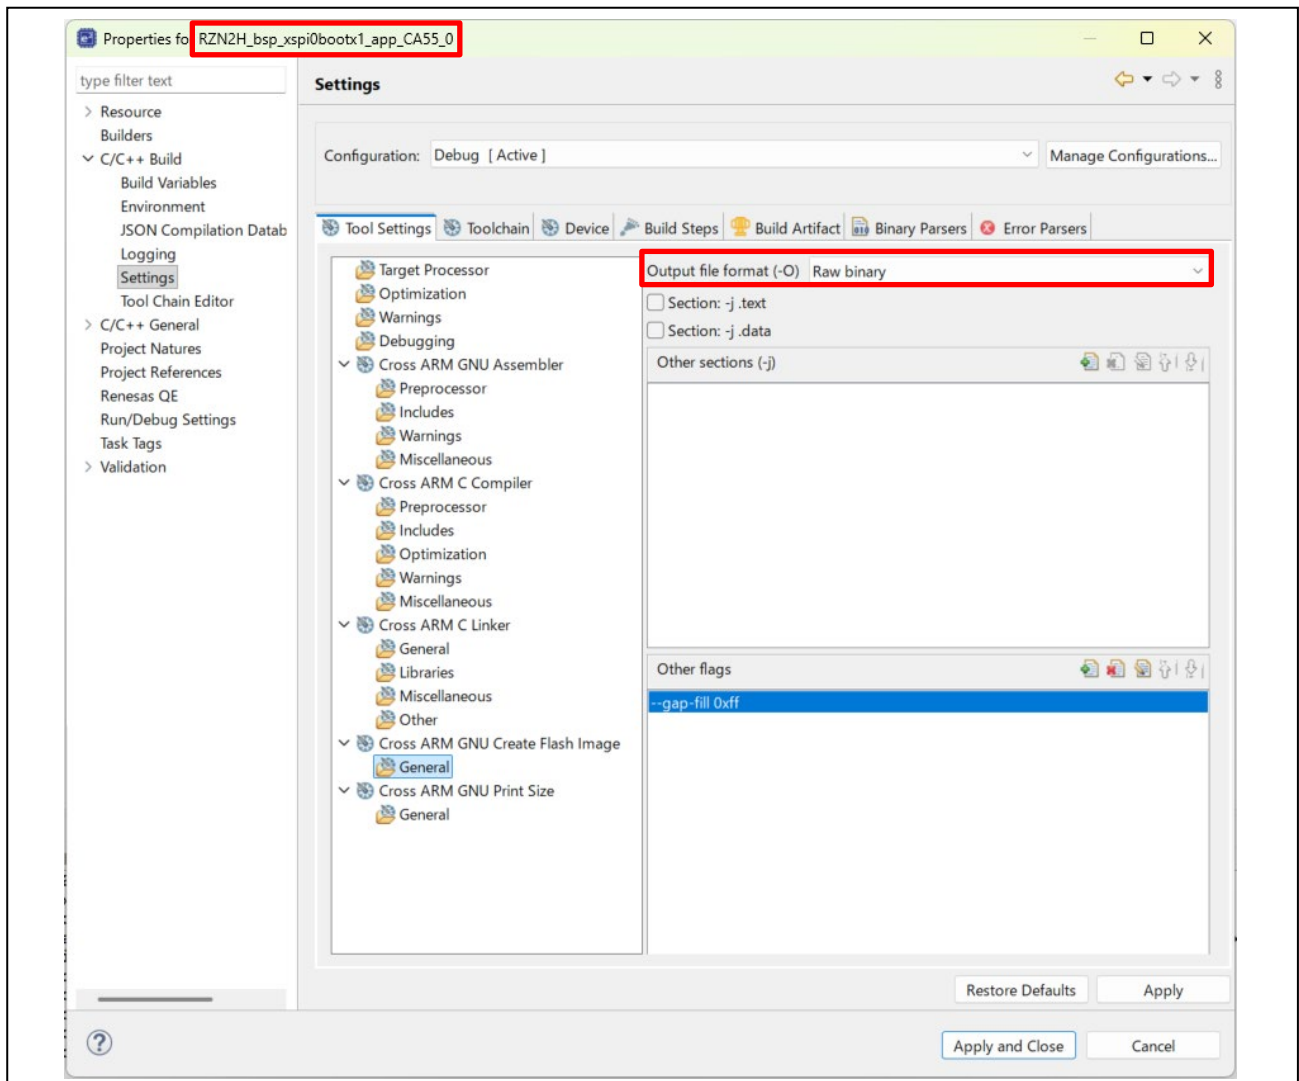 Properties for RZN2H_bsp_xspi0bootx1_app_CA55_0
type filter text
Settings
Resource
Builders
C/C++ Build
Build Variables
Environment
JSON Compilation Datab
Logging
Settings
Tool Chain Editor
C/C++ General
Project Natures
Project References
Renesas QE
Run/Debug Settings
Task Tags
Validation
Configuration: Debug [ Active ]
Manage Configurations...
Tool Settings Toolchain Device Build Steps Build Artifact Binary Parsers Error Parsers
Target Processor
Optimization
Warnings
Debugging
Cross ARM GNU Assembler
Preprocessor
Includes
Warnings
Miscellaneous
Cross ARM C Compiler
Preprocessor
Includes
Optimization
Warnings
Miscellaneous
Cross ARM C Linker
General
Libraries
Miscellaneous
Other
Cross ARM GNU Create Flash Image
General
Cross ARM GNU Print Size
General
Output file format (-O) Raw binary
Section: -j .text
Section: -j .data
Other sections (-j)
Other flags
--gap-fill 0xff
Restore Defaults Apply
Apply and Close Cancel